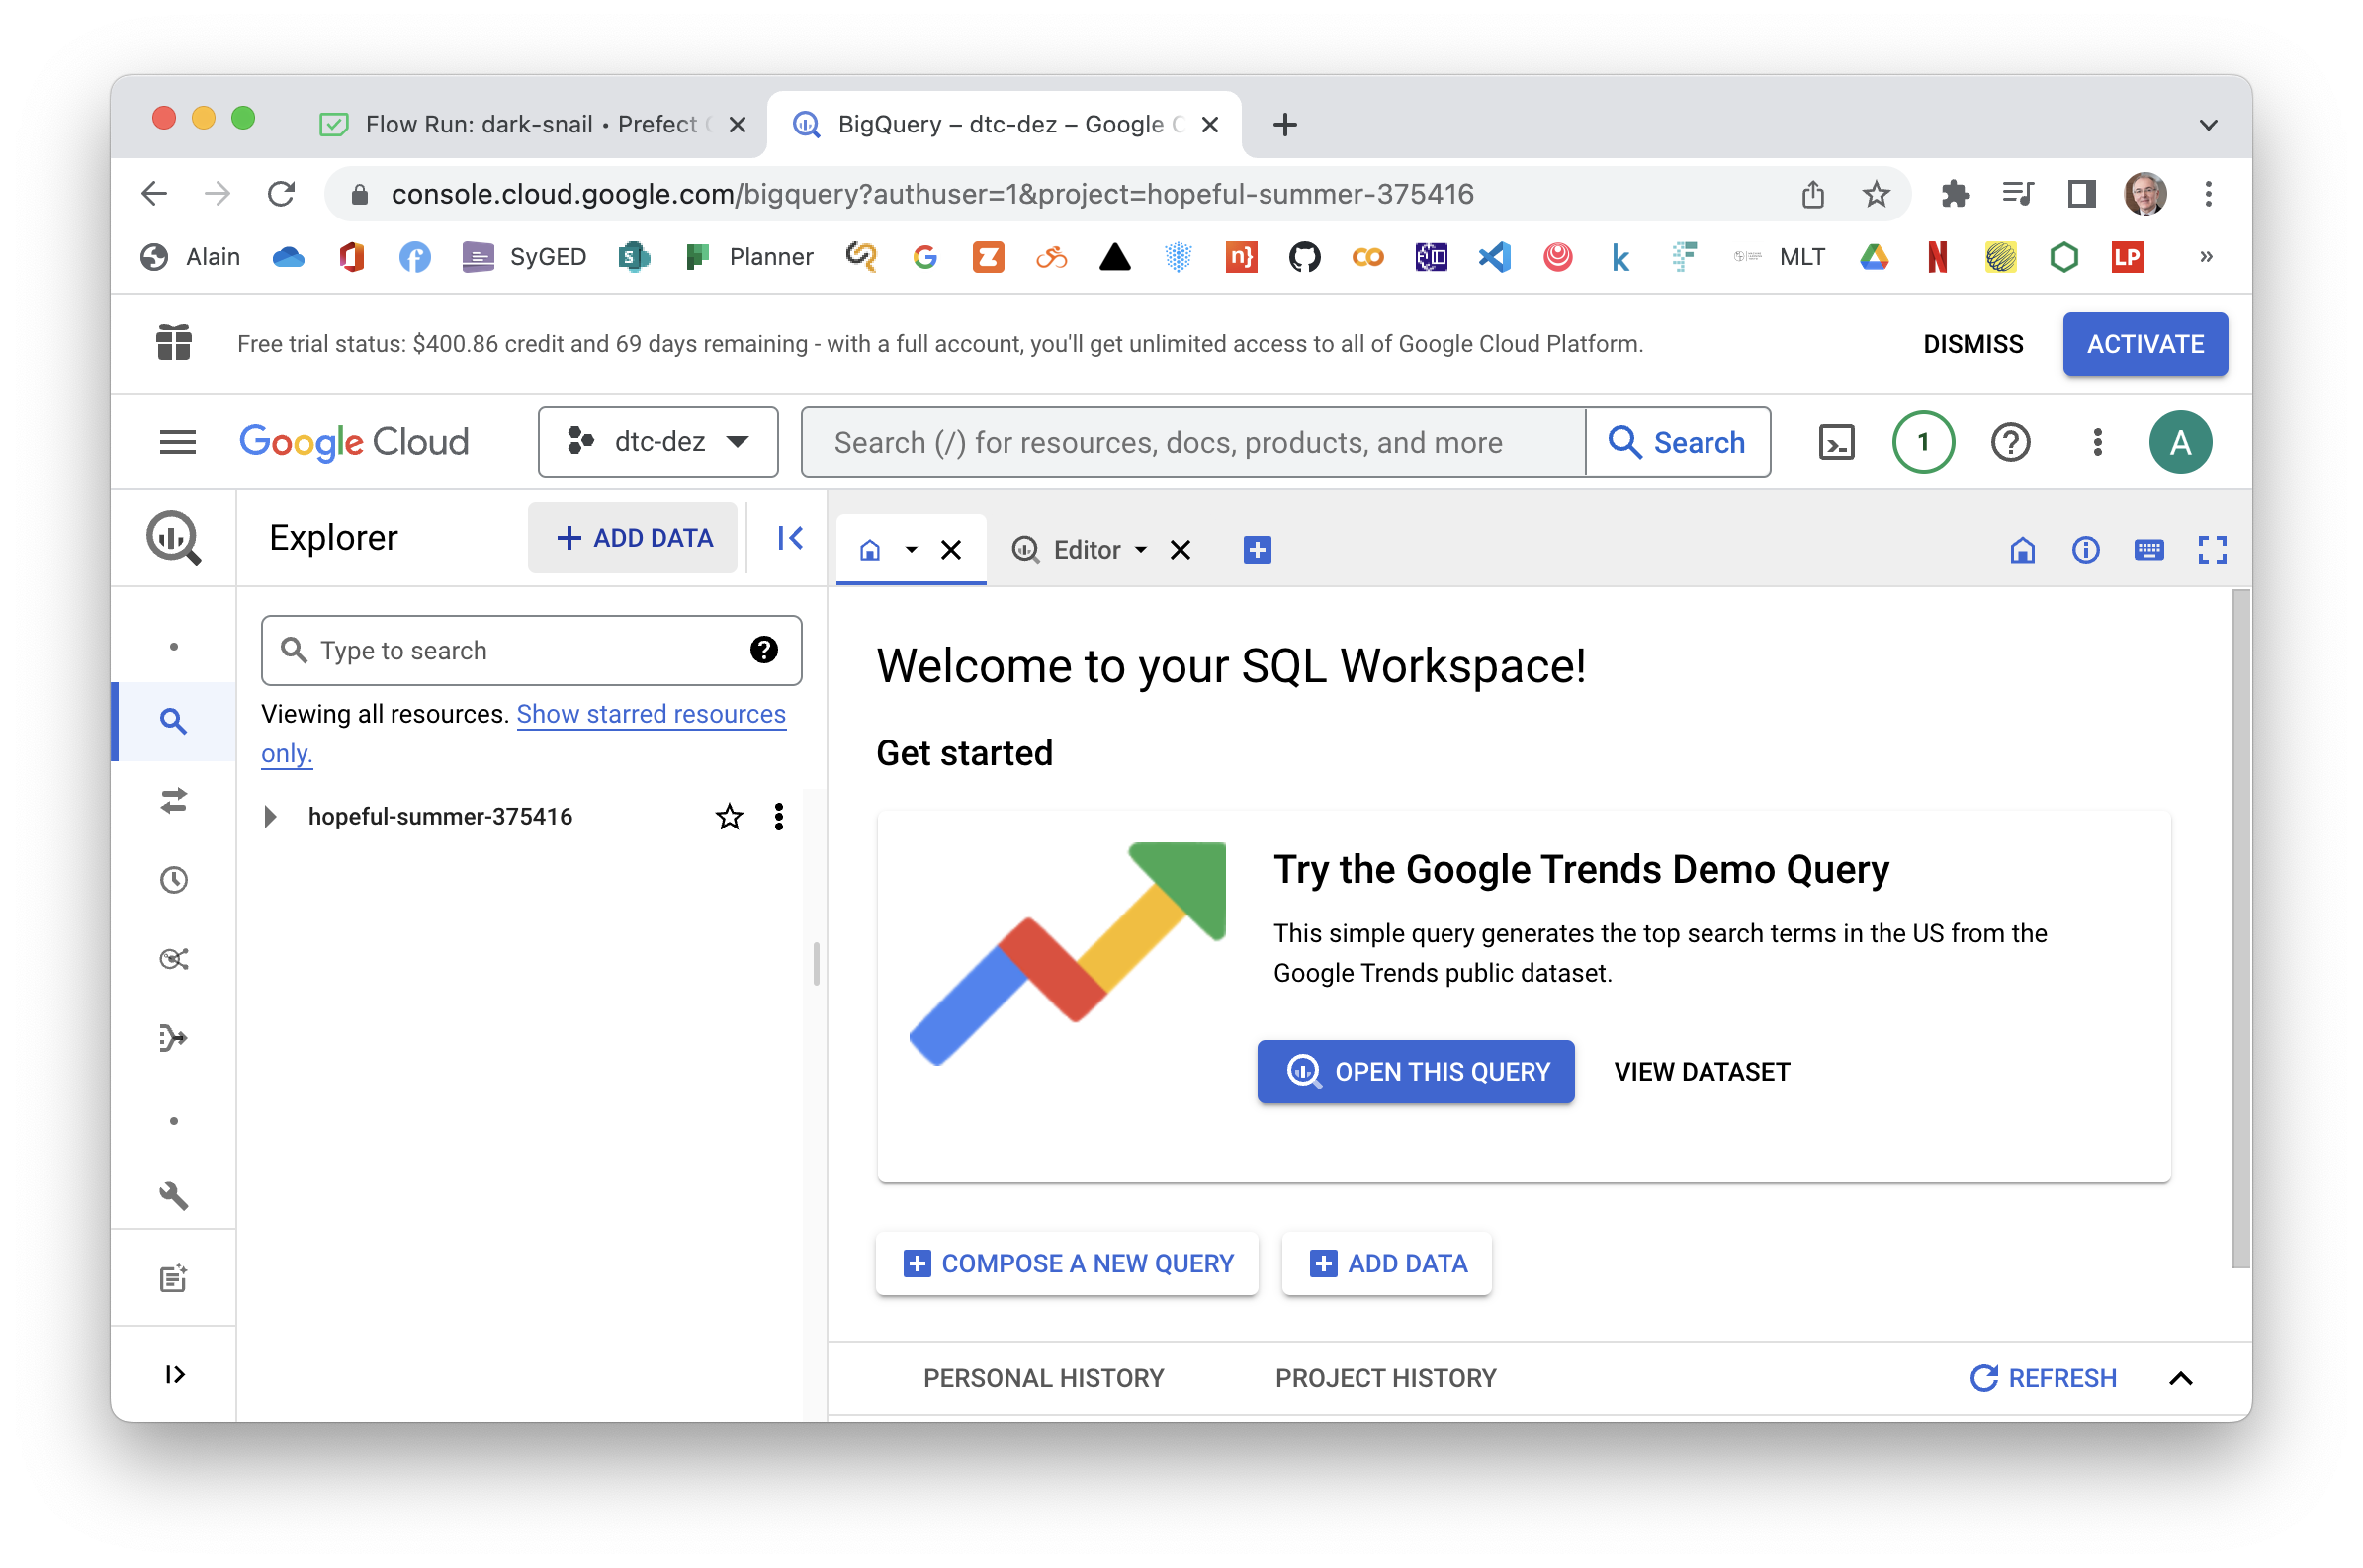 Flow Run: dark-snail • Prefect
BigQuery – dtc-dez – Google C
console.cloud.google.com/bigquery?authuser=1&project=hopeful-summer-375416
Alain
SyGED
Planner
MLT
LP
Free trial status: $400.86 credit and 69 days remaining - with a full account, you'll get unlimited access to all of Google Cloud Platform.
DISMISS
ACTIVATE
Google Cloud
dtc-dez
Search (/) for resources, docs, products, and more
Search
1
A
Explorer
+ ADD DATA
Editor
Type to search
Viewing all resources. Show starred resources
only.
hopeful-summer-375416
Welcome to your SQL Workspace!
Get started
Try the Google Trends Demo Query
This simple query generates the top search terms in the US from the
Google Trends public dataset.
OPEN THIS QUERY
VIEW DATASET
COMPOSE A NEW QUERY
ADD DATA
PERSONAL HISTORY
PROJECT HISTORY
REFRESH